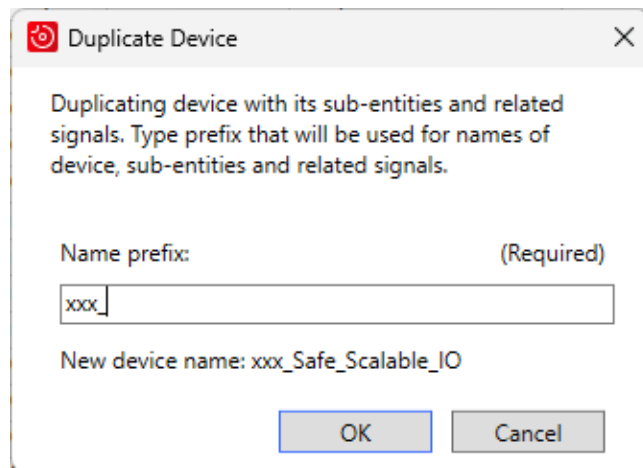 Duplicate Device
Duplicating device with its sub-entities and related
signals. Type prefix that will be used for names of
device, sub-entities and related signals.
Name prefix: (Required)
xxx_
New device name: xxx_Safe_Scalable_IO
OK Cancel